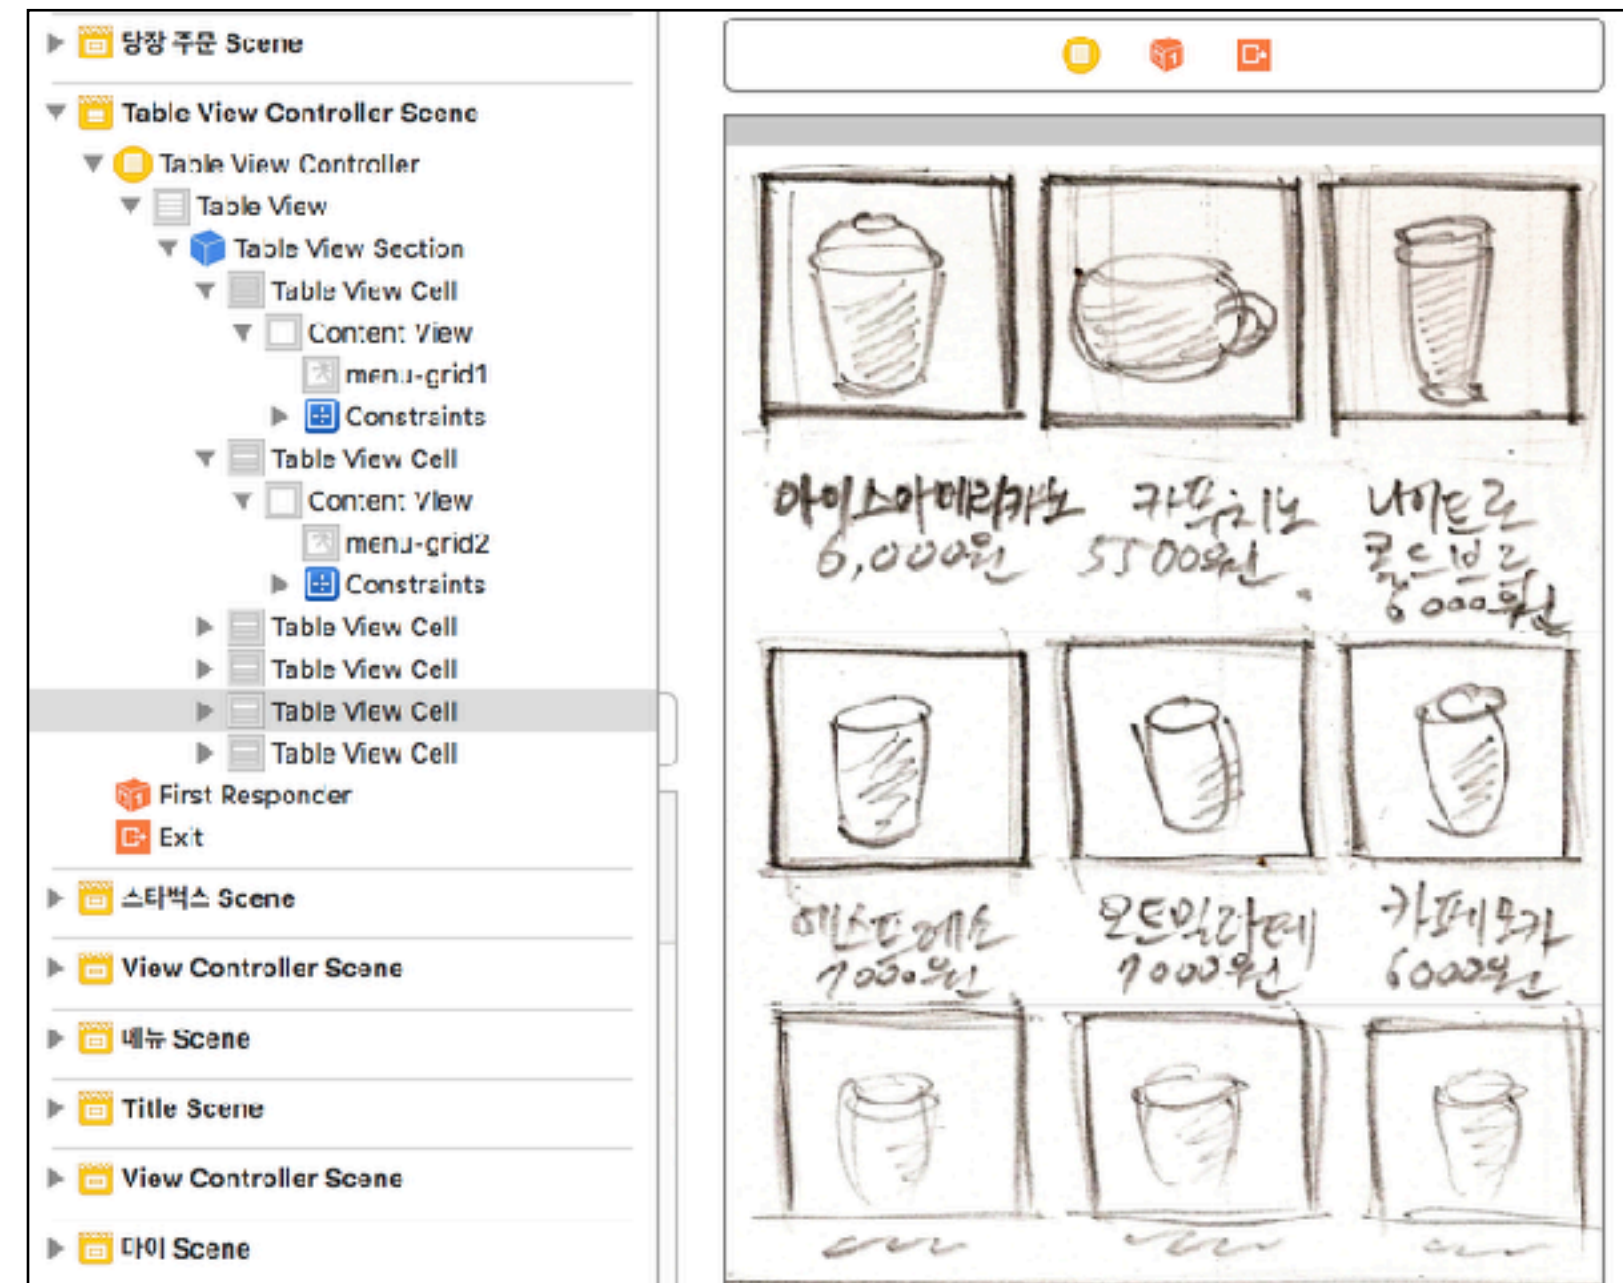 당장 주문 Scene
Table View Controller Scene
Table View Controller
Table View
Table View Section
Table View Cell
Content View
menu-grid1
Constraints
Table View Cell
Content View
menu-grid2
Constraints
Table View Cell
Table View Cell
Table View Cell
Table View Cell
First Responder
Exit
스타벅스 Scene
View Controller Scene
메뉴 Scene
Title Scene
View Controller Scene
다이 Scene
아이스아메리카노 카푸치노 나이트로
6,000원 5500원 콜드브루
6000원
에스프레소 오트밀라떼 카페모카
7000원 7000원 6000원